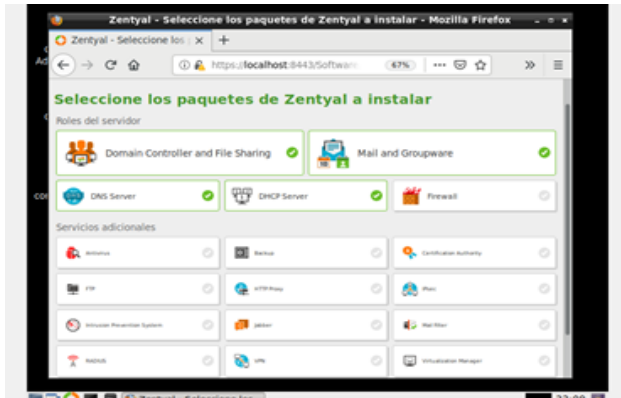 Zentyal - Seleccione los paquetes de Zentyal a instalar - Mozilla Firefox
Zentyal - Seleccione los
https://localhost:8443/Softwar 67%
Seleccione los paquetes de Zentyal a instalar
Roles del servidor
Domain Controller and File Sharing Mail and Groupware
DNS Server DHCP Server Firewall
Servicios adicionales
Antivirus Backup Certification Authority
FTP HTTP Proxy IPsec
Intrusion Prevention System Jabber Mail Filter
RADIUS VPN Virtualization Manager